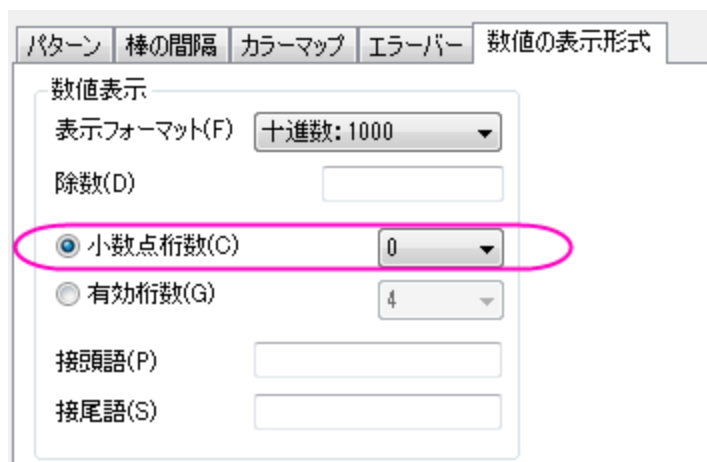 パターン 棒の間隔 カラーマップ エラーバー 数値の表示形式
数値表示
表示フォーマット(F) 十進数: 1000
除数(D)
小数点桁数(C) 0
有効桁数(G) 4
接頭語(P)
接尾語(S)